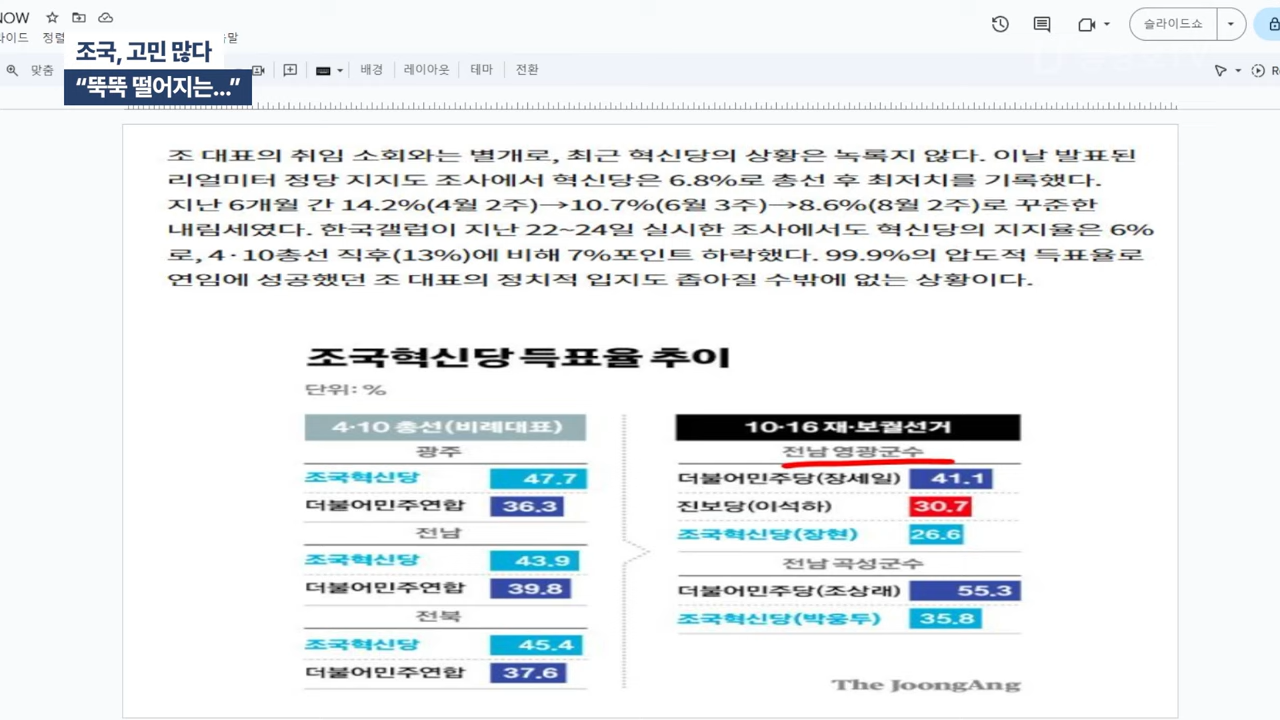 NOW
라이드
정렬
말
조국, 고민 많다
“뚝뚝 떨어지는...”
맞춤
배경
레이아웃
테마
전환
슬라이드쇼
조 대표의 취임 소회와는 별개로, 최근 혁신당의 상황은 녹록지 않다. 이날 발표된
리얼미터 정당 지지도 조사에서 혁신당은 6.8%로 총선 후 최저치를 기록했다.
지난 6개월 간 14.2%(4월 2주)→10.7%(6월 3주)→8.6%(8월 2주)로 꾸준한
내림세였다. 한국갤럽이 지난 22~24일 실시한 조사에서도 혁신당의 지지율은 6%
로, 4·10총선 직후(13%)에 비해 7%포인트 하락했다. 99.9%의 압도적 득표율로
연임에 성공했던 조 대표의 정치적 입지도 좁아질 수밖에 없는 상황이다.
조국혁신당 득표율 추이
단위: %
4·10 총선(비례대표)
광주
조국혁신당 47.7
더불어민주연합 36.3
전남
조국혁신당 43.9
더불어민주연합 39.8
전북
조국혁신당 45.4
더불어민주연합 37.6
10·16 재·보궐선거
전남 영광군수
더불어민주당(장세일) 41.1
진보당(이석하) 30.7
조국혁신당(장현) 26.6
전남 곡성군수
더불어민주당(조상래) 55.3
조국혁신당(박웅두) 35.8
The JoongAng